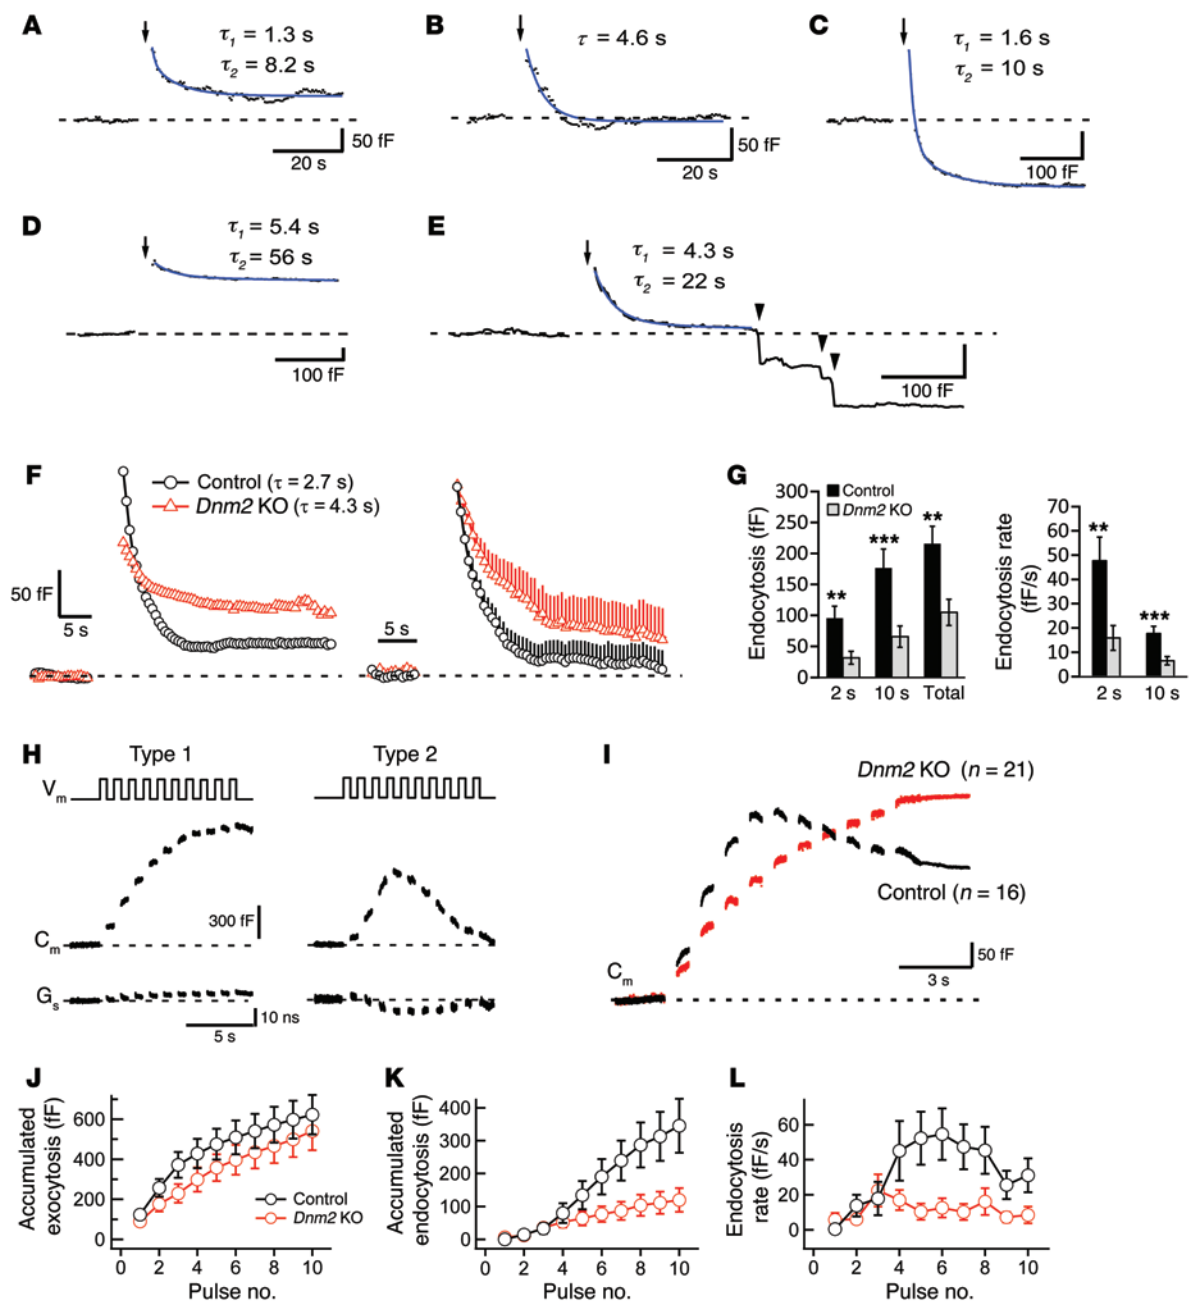 A
τ1 = 1.3 s
τ2 = 8.2 s
50 fF
20 s
B
τ = 4.6 s
50 fF
20 s
C
τ1 = 1.6 s
τ2 = 10 s
100 fF
D
τ1 = 5.4 s
τ2 = 56 s
100 fF
E
τ1 = 4.3 s
τ2 = 22 s
100 fF
F
Control (τ = 2.7 s)
Dnm2 KO (τ = 4.3 s)
50 fF
5 s
5 s
G
Endocytosis (fF)
300
250
200
150
100
50
0
Control
Dnm2 KO
**
***
**
2 s 10 s Total
Endocytosis rate
(fF/s)
70
60
50
40
30
20
10
0
**
***
2 s 10 s
H
Type 1 Type 2
Vm
300 fF
Cm
Gs
10 ns
5 s
I
Dnm2 KO (n = 21)
Control (n = 16)
50 fF
3 s
Cm
J
Accumulated
exocytosis (fF)
600
400
200
0
Control
Dnm2 KO
0 2 4 6 8 10
Pulse no.
K
Accumulated
endocytosis (fF)
400
300
200
100
0
0 2 4 6 8 10
Pulse no.
L
Endocytosis
rate (fF/s)
60
40
20
0
0 2 4 6 8 10
Pulse no.